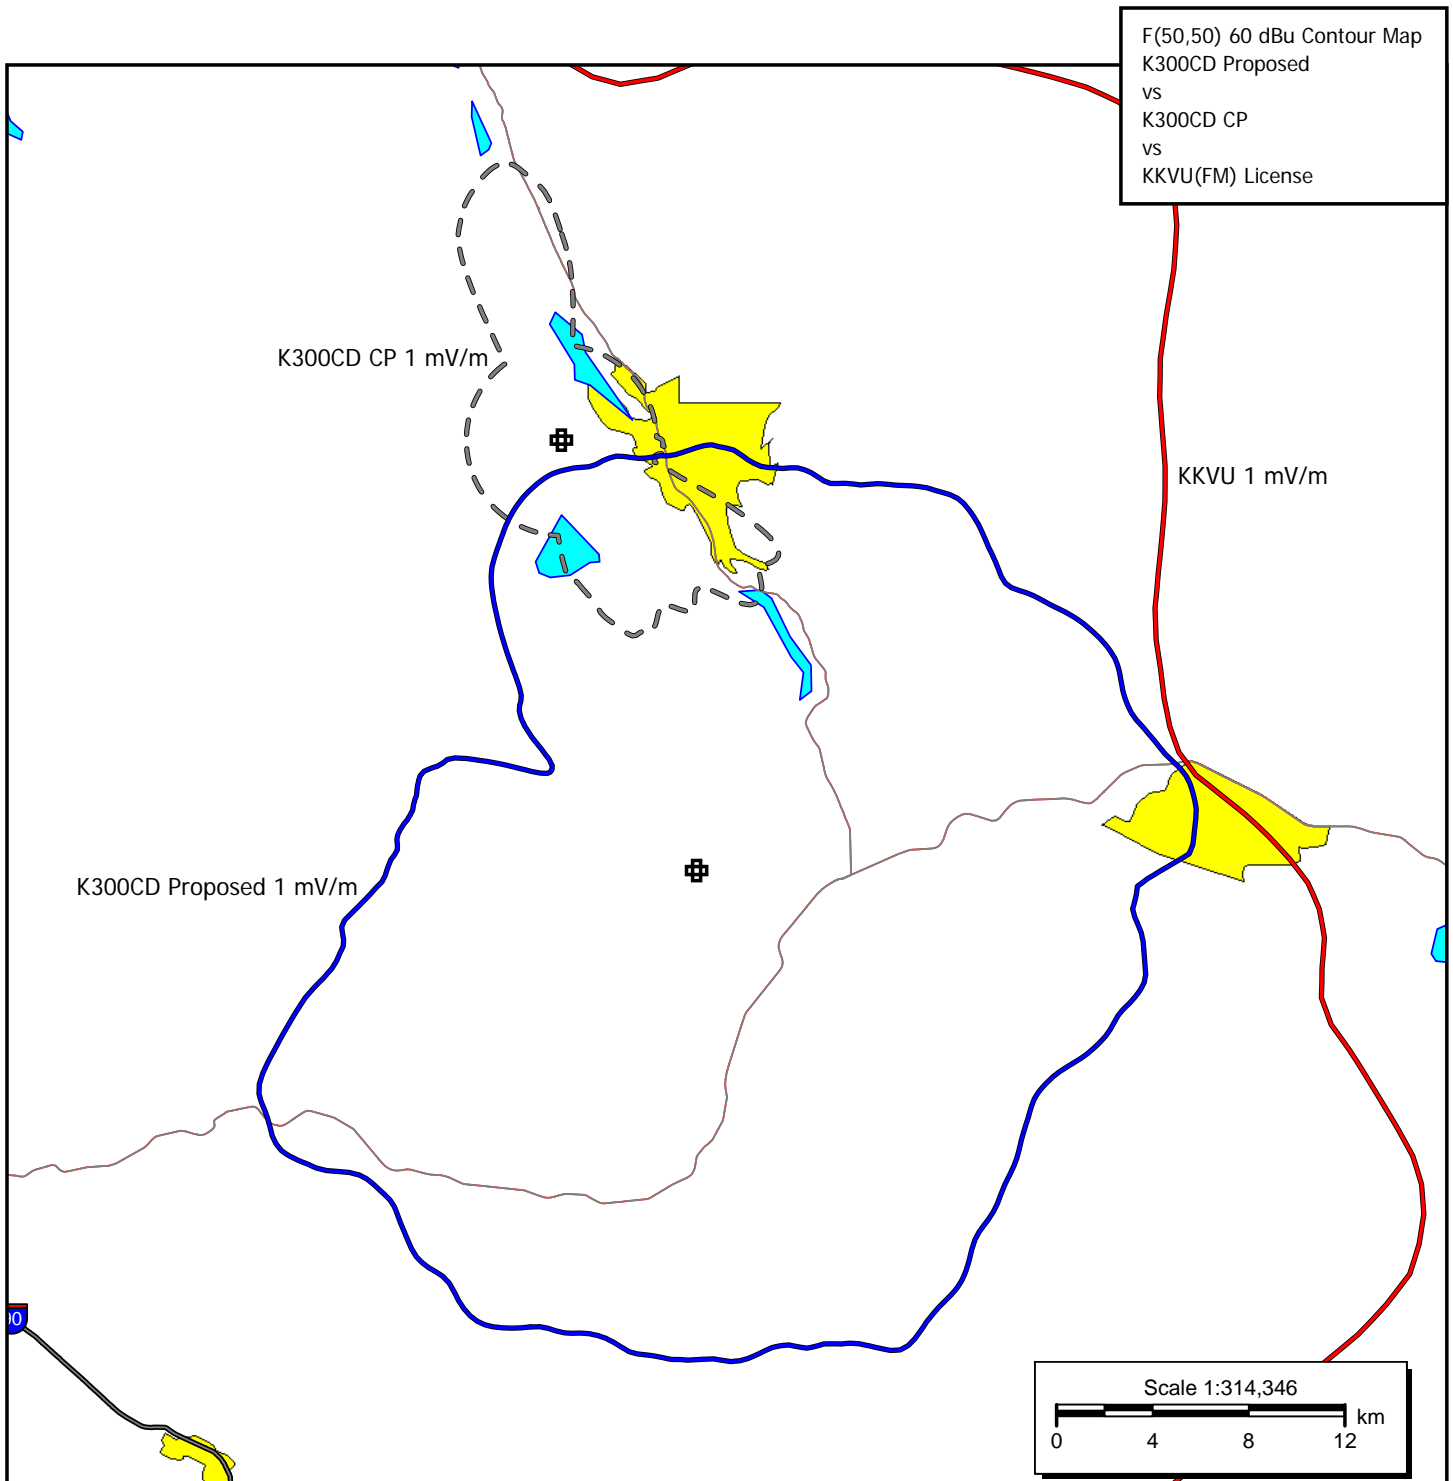 F(50,50) 60 dBu Contour Map
K300CD Proposed
vs
K300CD CP
vs
KKVU(FM) License
K300CD CP 1 mV/m
KKVU 1 mV/m
K300CD Proposed 1 mV/m
Scale 1:314,346
km
0 4 8 12